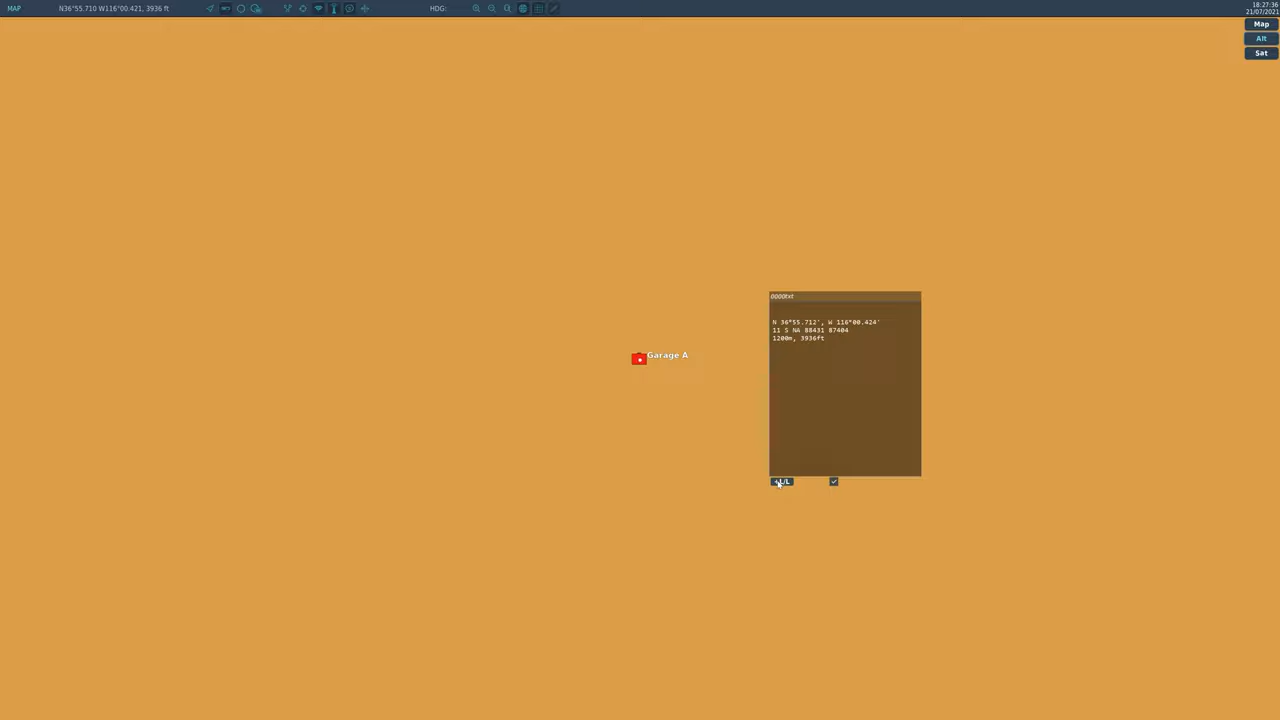 MAP
N36°55.710 W116°00.421, 3936 ft
HDG:
18:27:36
21/07/2021
Map
Alt
Sat
0000txt
N 36°55.712', W 116°00.424'
11 S NA 88431 87404
1200m, 3936ft
Garage A
+L/L